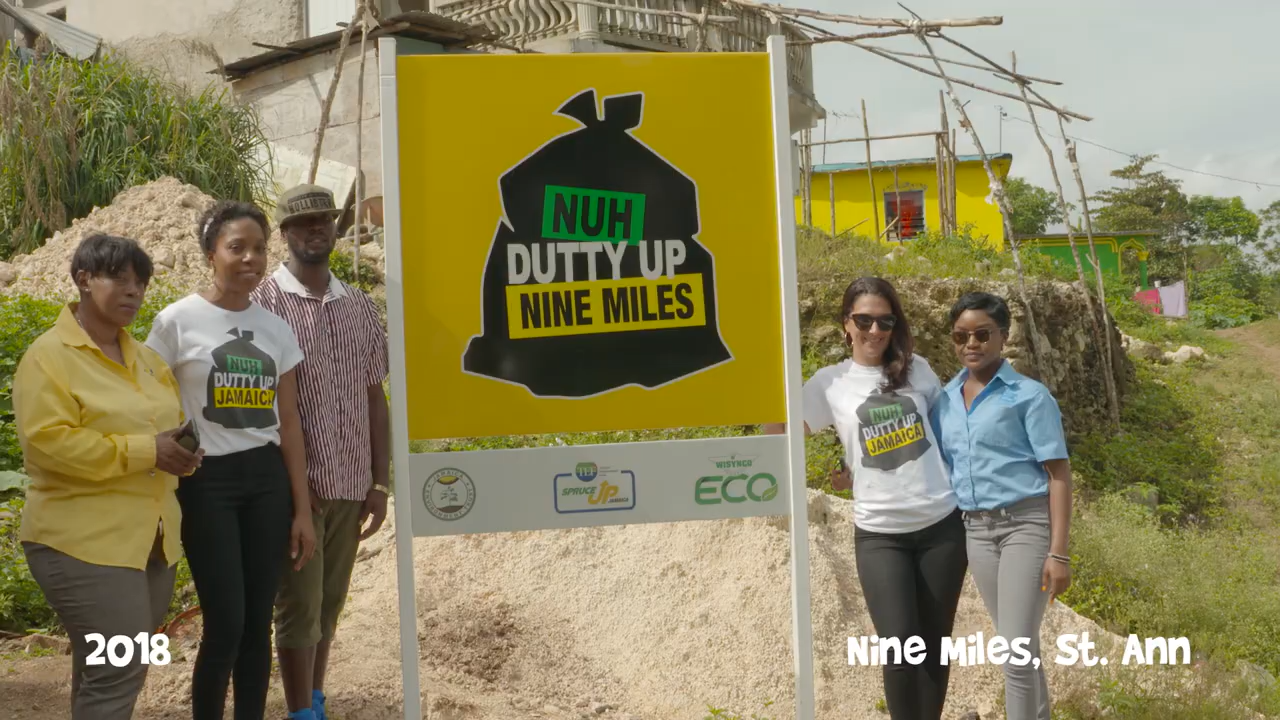 NUH
DUTTY UP
NINE MILES
NUH
DUTTY UP
JAMAICA
NUH
DUTTY UP
JAMAICA
TEF
SPRUCE UP
JAMAICA
WISYNCO
ECO
2018
Nine Miles, St. Ann